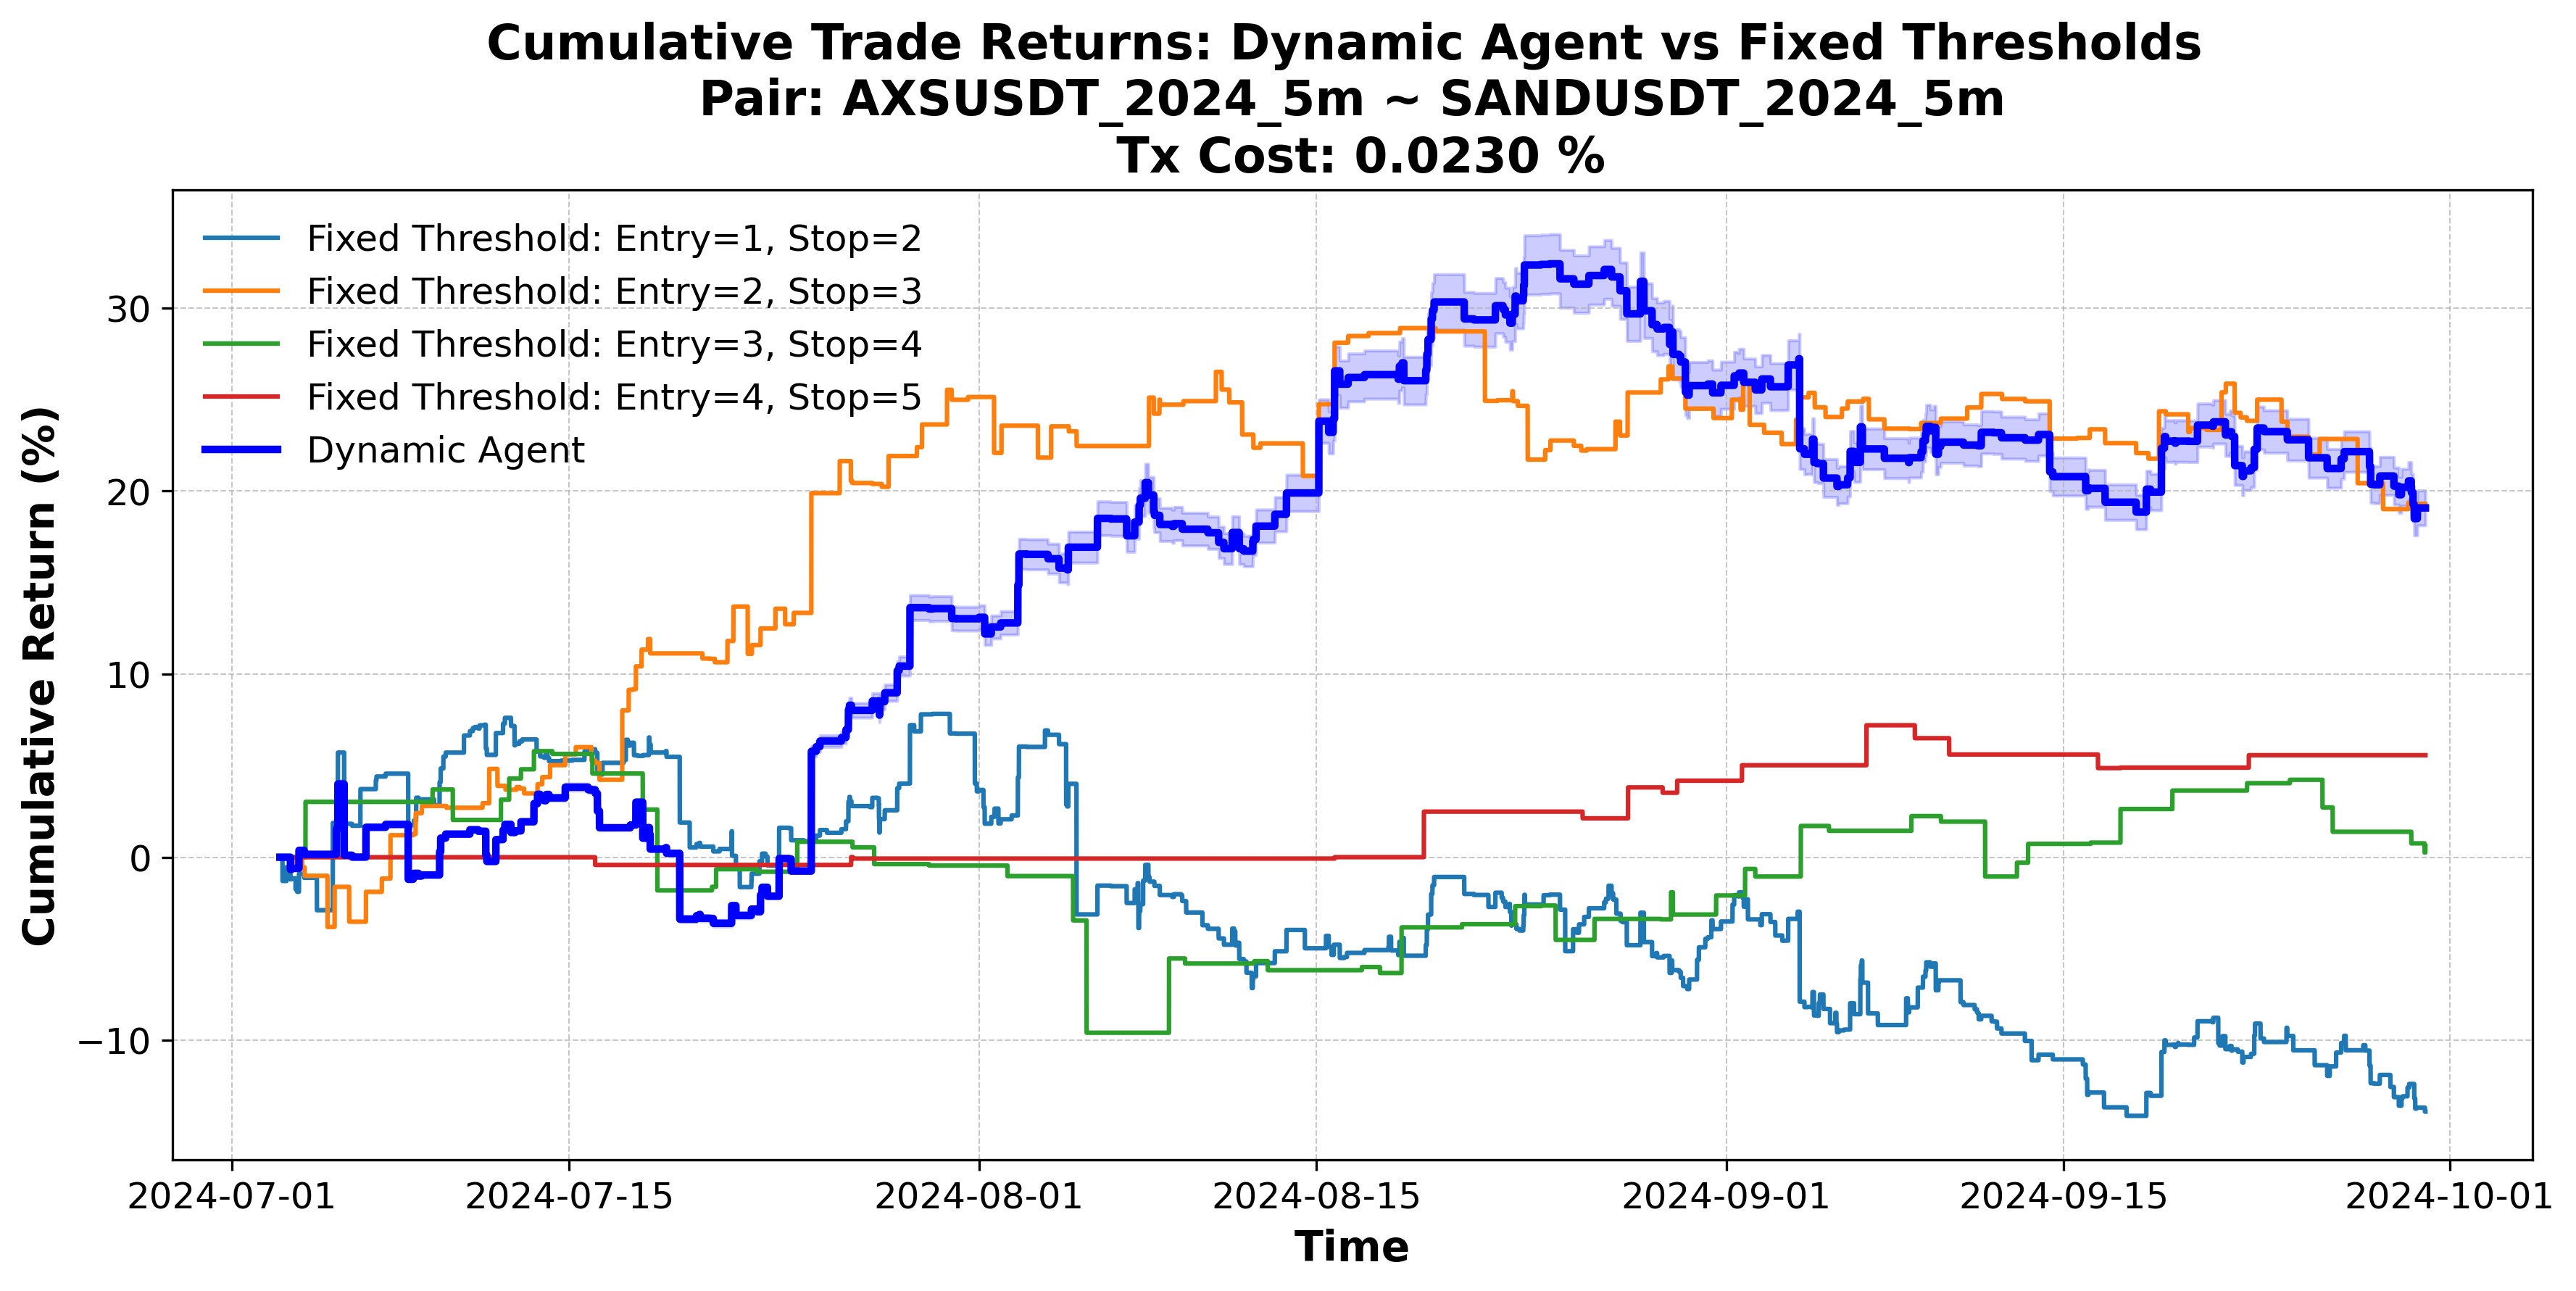 Cumulative Trade Returns: Dynamic Agent vs Fixed Thresholds
Pair: AXSUSDT_2024_5m ~ SANDUSDT_2024_5m
Tx Cost: 0.0230 %
Fixed Threshold: Entry=1, Stop=2
Fixed Threshold: Entry=2, Stop=3
Fixed Threshold: Entry=3, Stop=4
Fixed Threshold: Entry=4, Stop=5
Dynamic Agent
Cumulative Return (%)
30
20
10
0
−10
2024-07-01
2024-07-15
2024-08-01
2024-08-15
2024-09-01
2024-09-15
2024-10-01
Time